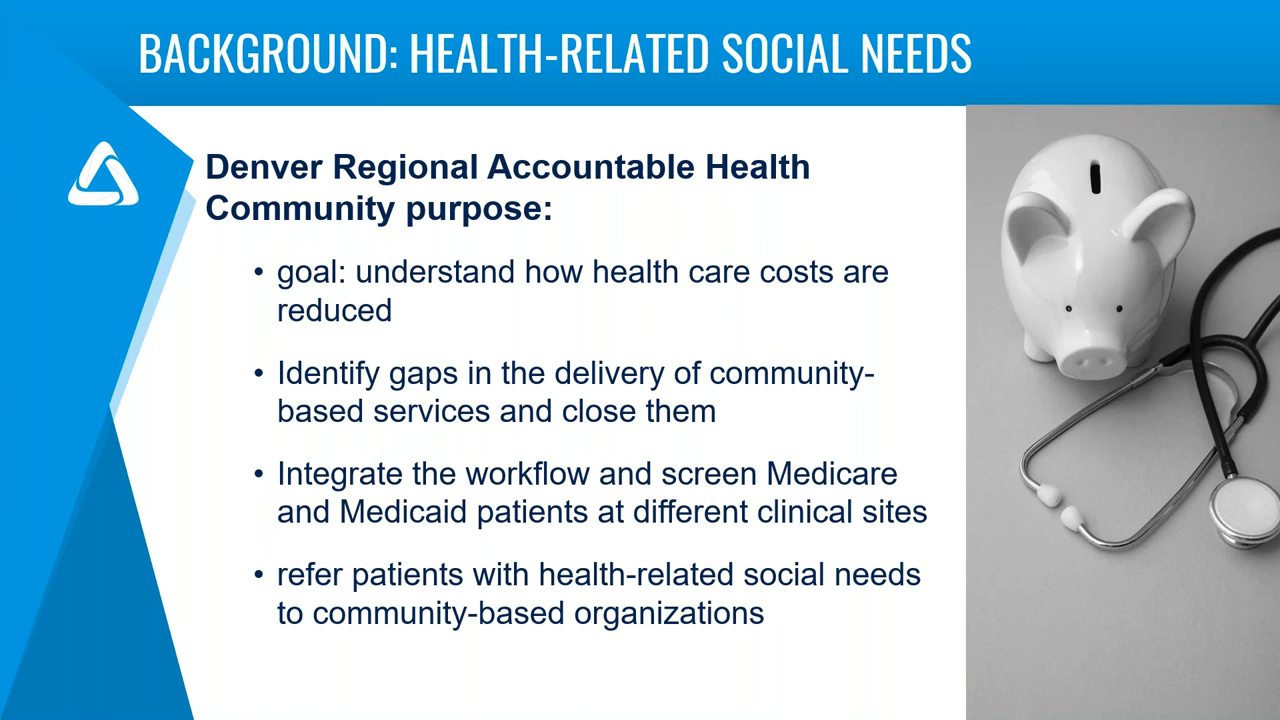 BACKGROUND: HEALTH-RELATED SOCIAL NEEDS
Denver Regional Accountable Health
Community purpose:
• goal: understand how health care costs are
reduced
• Identify gaps in the delivery of community-
based services and close them
• Integrate the workflow and screen Medicare
and Medicaid patients at different clinical sites
• refer patients with health-related social needs
to community-based organizations